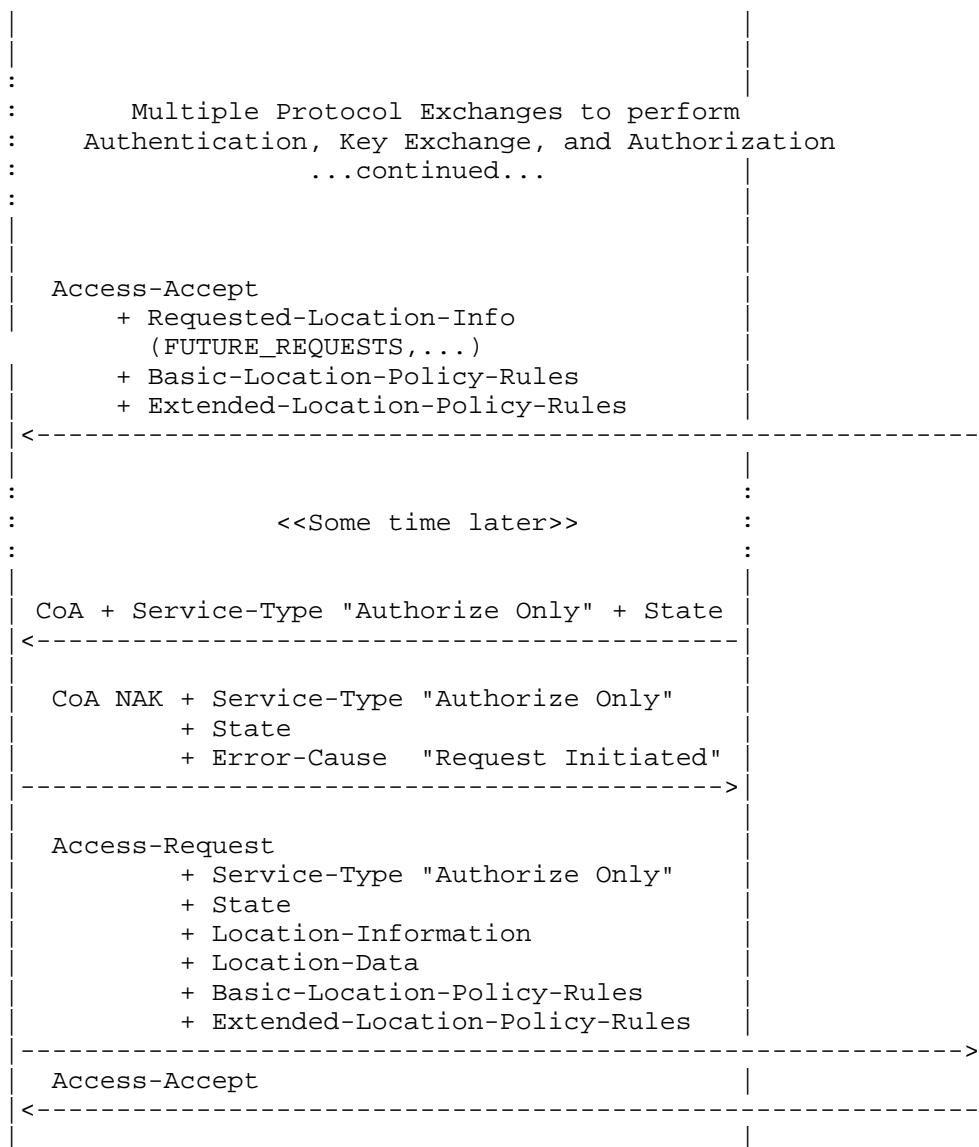 Multiple Protocol Exchanges to perform
Authentication, Key Exchange, and Authorization
...continued...
Access-Accept
+ Requested-Location-Info
(FUTURE_REQUESTS,...)
+ Basic-Location-Policy-Rules
+ Extended-Location-Policy-Rules
<<Some time later>>
CoA + Service-Type "Authorize Only" + State
CoA NAK + Service-Type "Authorize Only"
+ State
+ Error-Cause "Request Initiated"
Access-Request
+ Service-Type "Authorize Only"
+ State
+ Location-Information
+ Location-Data
+ Basic-Location-Policy-Rules
+ Extended-Location-Policy-Rules
Access-Accept